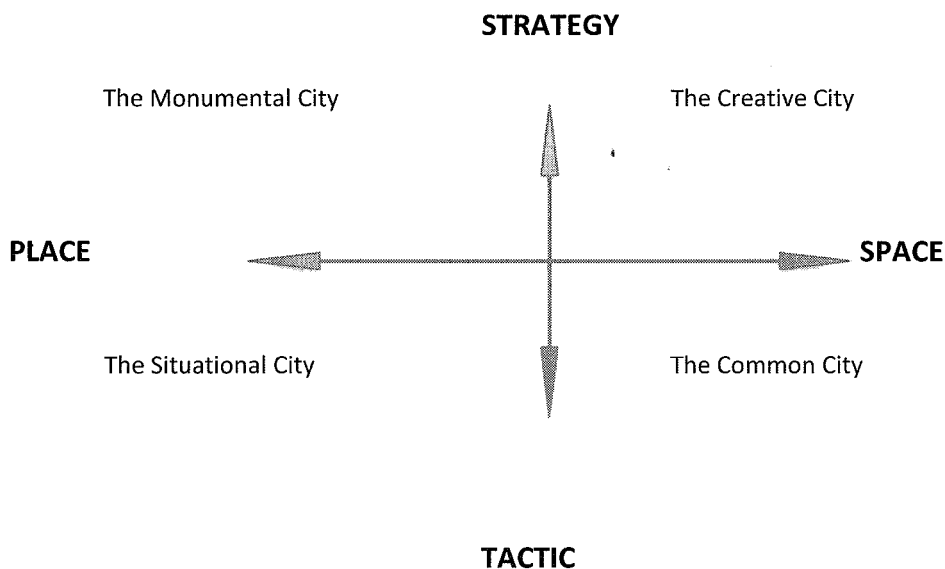 STRATEGY
The Monumental City
The Creative City
PLACE
SPACE
The Situational City
The Common City
TACTIC